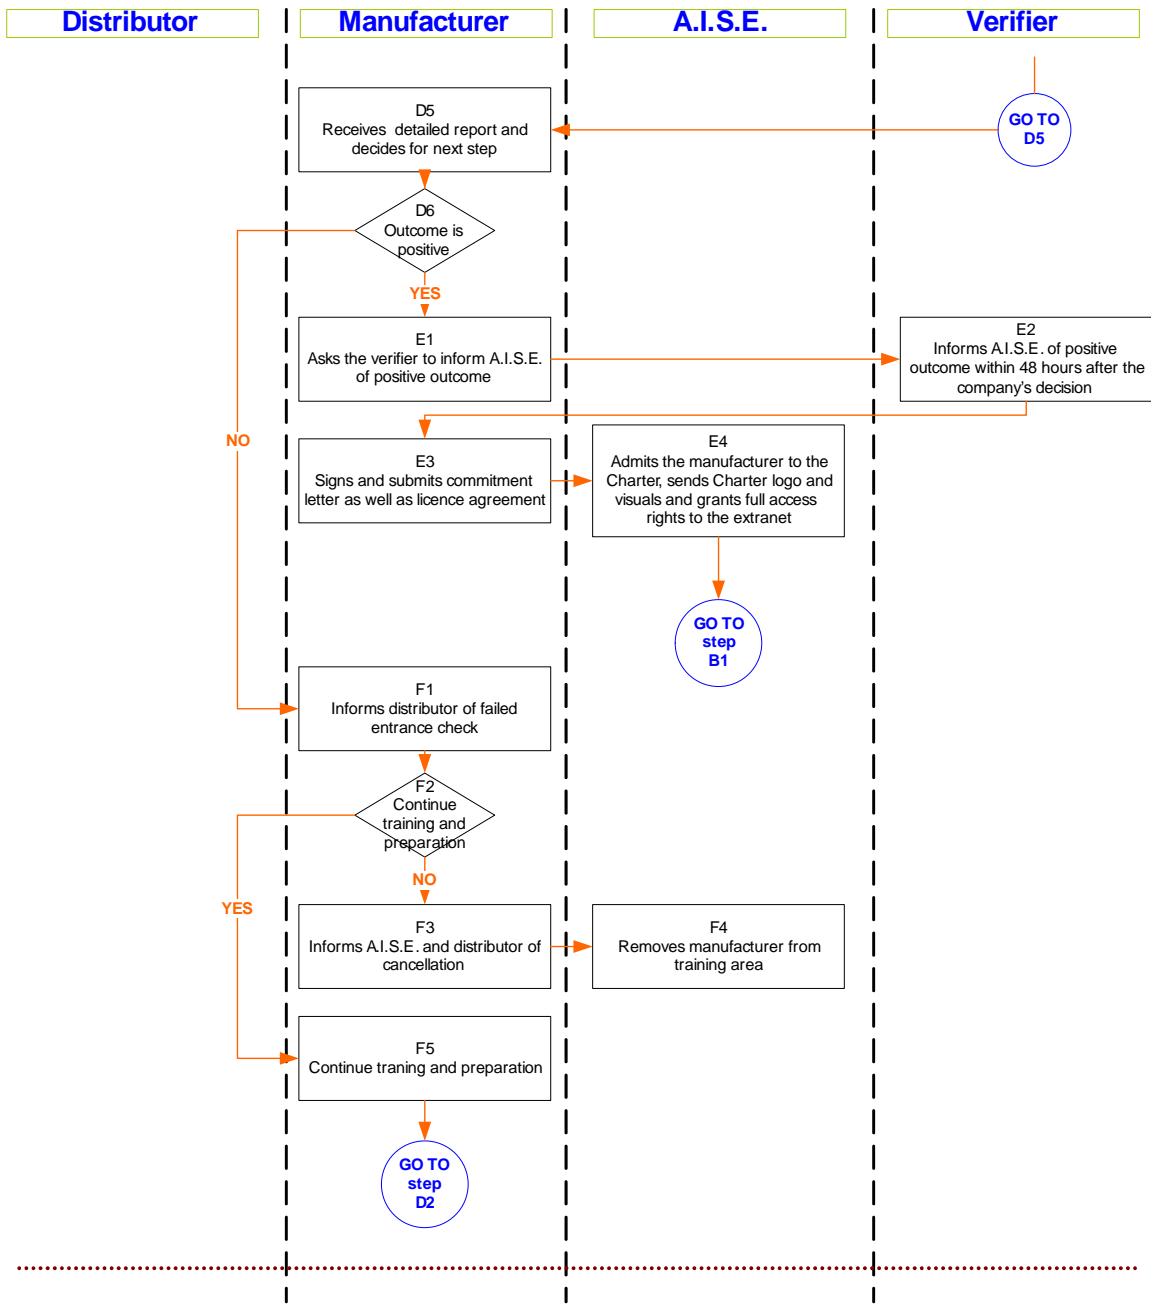 Distributor
Manufacturer
A.I.S.E.
Verifier
GO TO
D5
D5
Receives detailed report and
decides for next step
D6
Outcome is
positive
YES
E1
Asks the verifier to inform A.I.S.E.
of positive outcome
E2
Informs A.I.S.E. of positive
outcome within 48 hours after the
company's decision
NO
E3
Signs and submits commitment
letter as well as licence agreement
E4
Admits the manufacturer to the
Charter, sends Charter logo and
visuals and grants full access
rights to the extranet
GO TO
step
B1
F1
Informs distributor of failed
entrance check
F2
Continue
training and
preparation
NO
YES
F3
Informs A.I.S.E. and distributor of
cancellation
F4
Removes manufacturer from
training area
F5
Continue traning and preparation
GO TO
step
D2